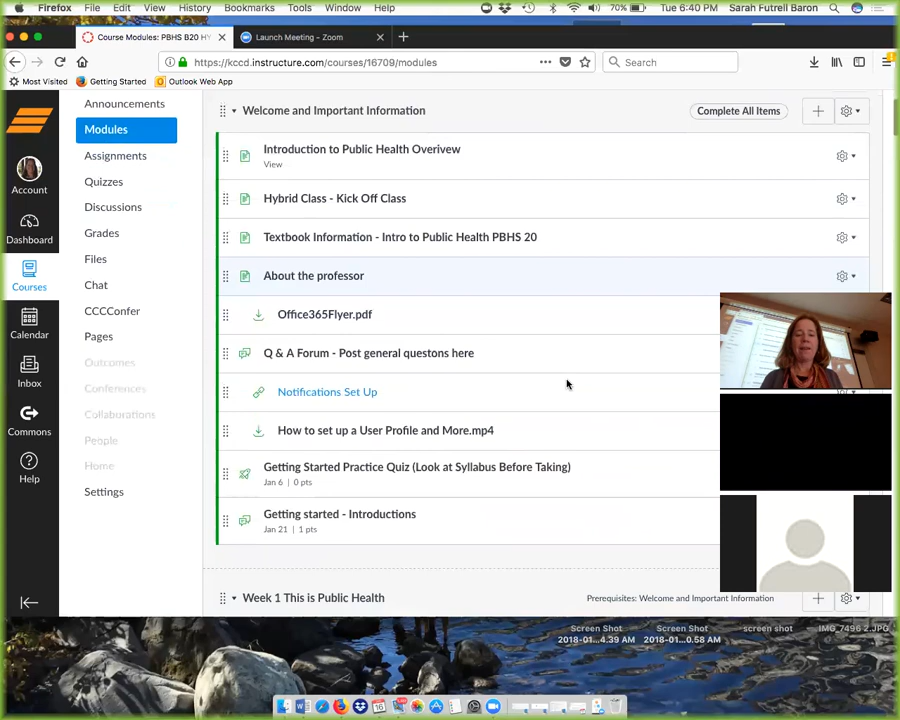 Firefox File Edit View History Bookmarks Tools Window Help 70% Tue 6:40 PM Sarah Futrell Baron
Course Modules: PBHS B20 HY Launch Meeting - Zoom
https://kccd.instructure.com/courses/16709/modules Search
Most Visited Getting Started Outlook Web App
Account
Dashboard
Courses
Calendar
Inbox
Commons
Help
Announcements
Modules
Assignments
Quizzes
Discussions
Grades
Files
Chat
CCCConfer
Pages
Outcomes
Conferences
Collaborations
People
Home
Settings
Welcome and Important Information Complete All Items
Introduction to Public Health Overivew
View
Hybrid Class - Kick Off Class
Textbook Information - Intro to Public Health PBHS 20
About the professor
Office365Flyer.pdf
Q & A Forum - Post general questons here
Notifications Set Up
How to set up a User Profile and More.mp4
Getting Started Practice Quiz (Look at Syllabus Before Taking)
Jan 6 | 0 pts
Getting started - Introductions
Jan 21 | 1 pts
Week 1 This is Public Health Prerequisites: Welcome and Important Information
Screen Shot Screen Shot screen shot IMG_7496 2.JPG
2018-01...4.39 AM 2018-01...0.58 AM
16